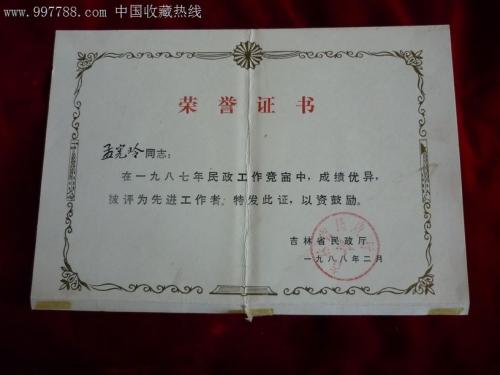 www.997788.com 中国收藏热线
荣誉证书
孟宪玲同志:
在一九八七年民政工作竞赛中，成绩优异，
被评为先进工作者，特发此证，以资鼓励。
吉林省民政厅
一九八八年二月